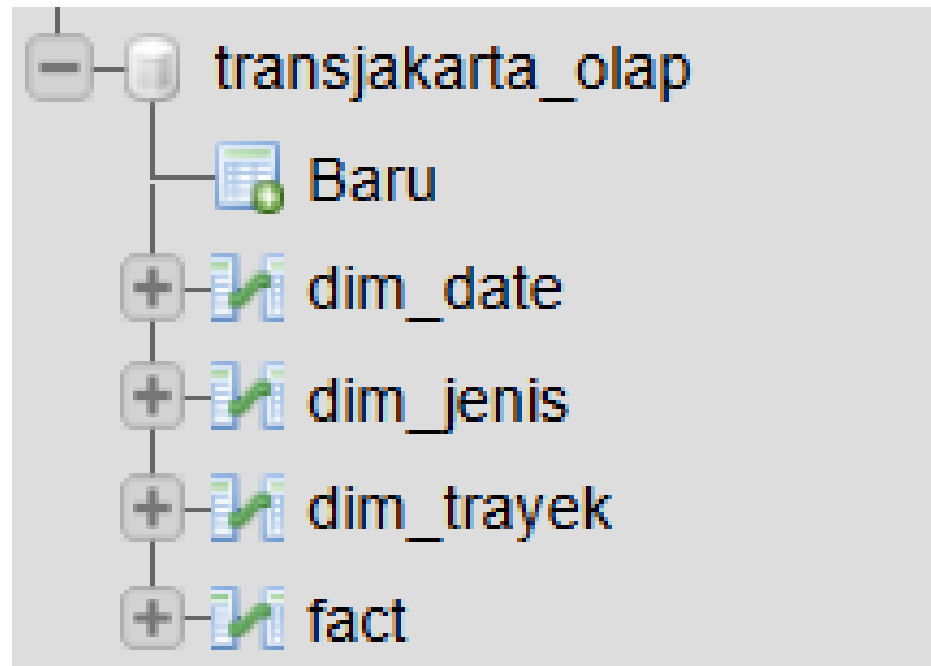 transjakarta_olap
Baru
dim_date
dim_jenis
dim_trayek
fact